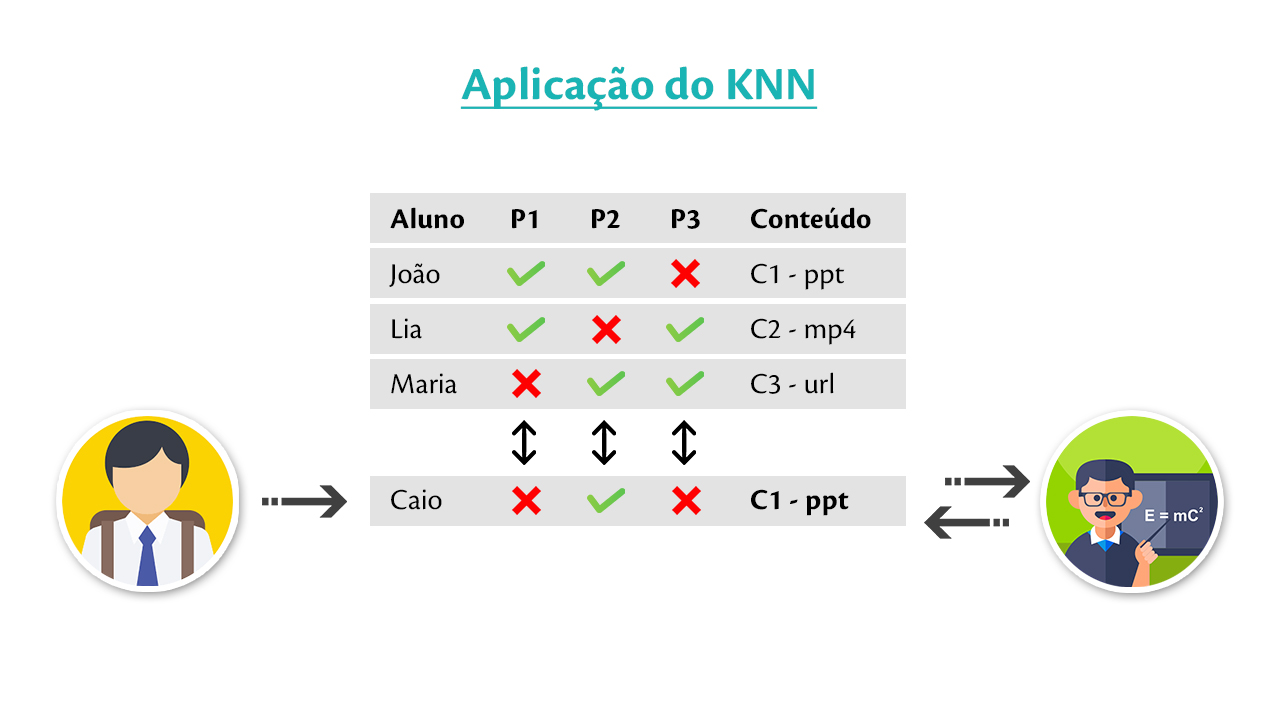 Aplicação do KNN
Aluno P1 P2 P3 Conteúdo
João C1 - ppt
Lia C2 - mp4
Maria C3 - url
Caio C1 - ppt
E = mC²